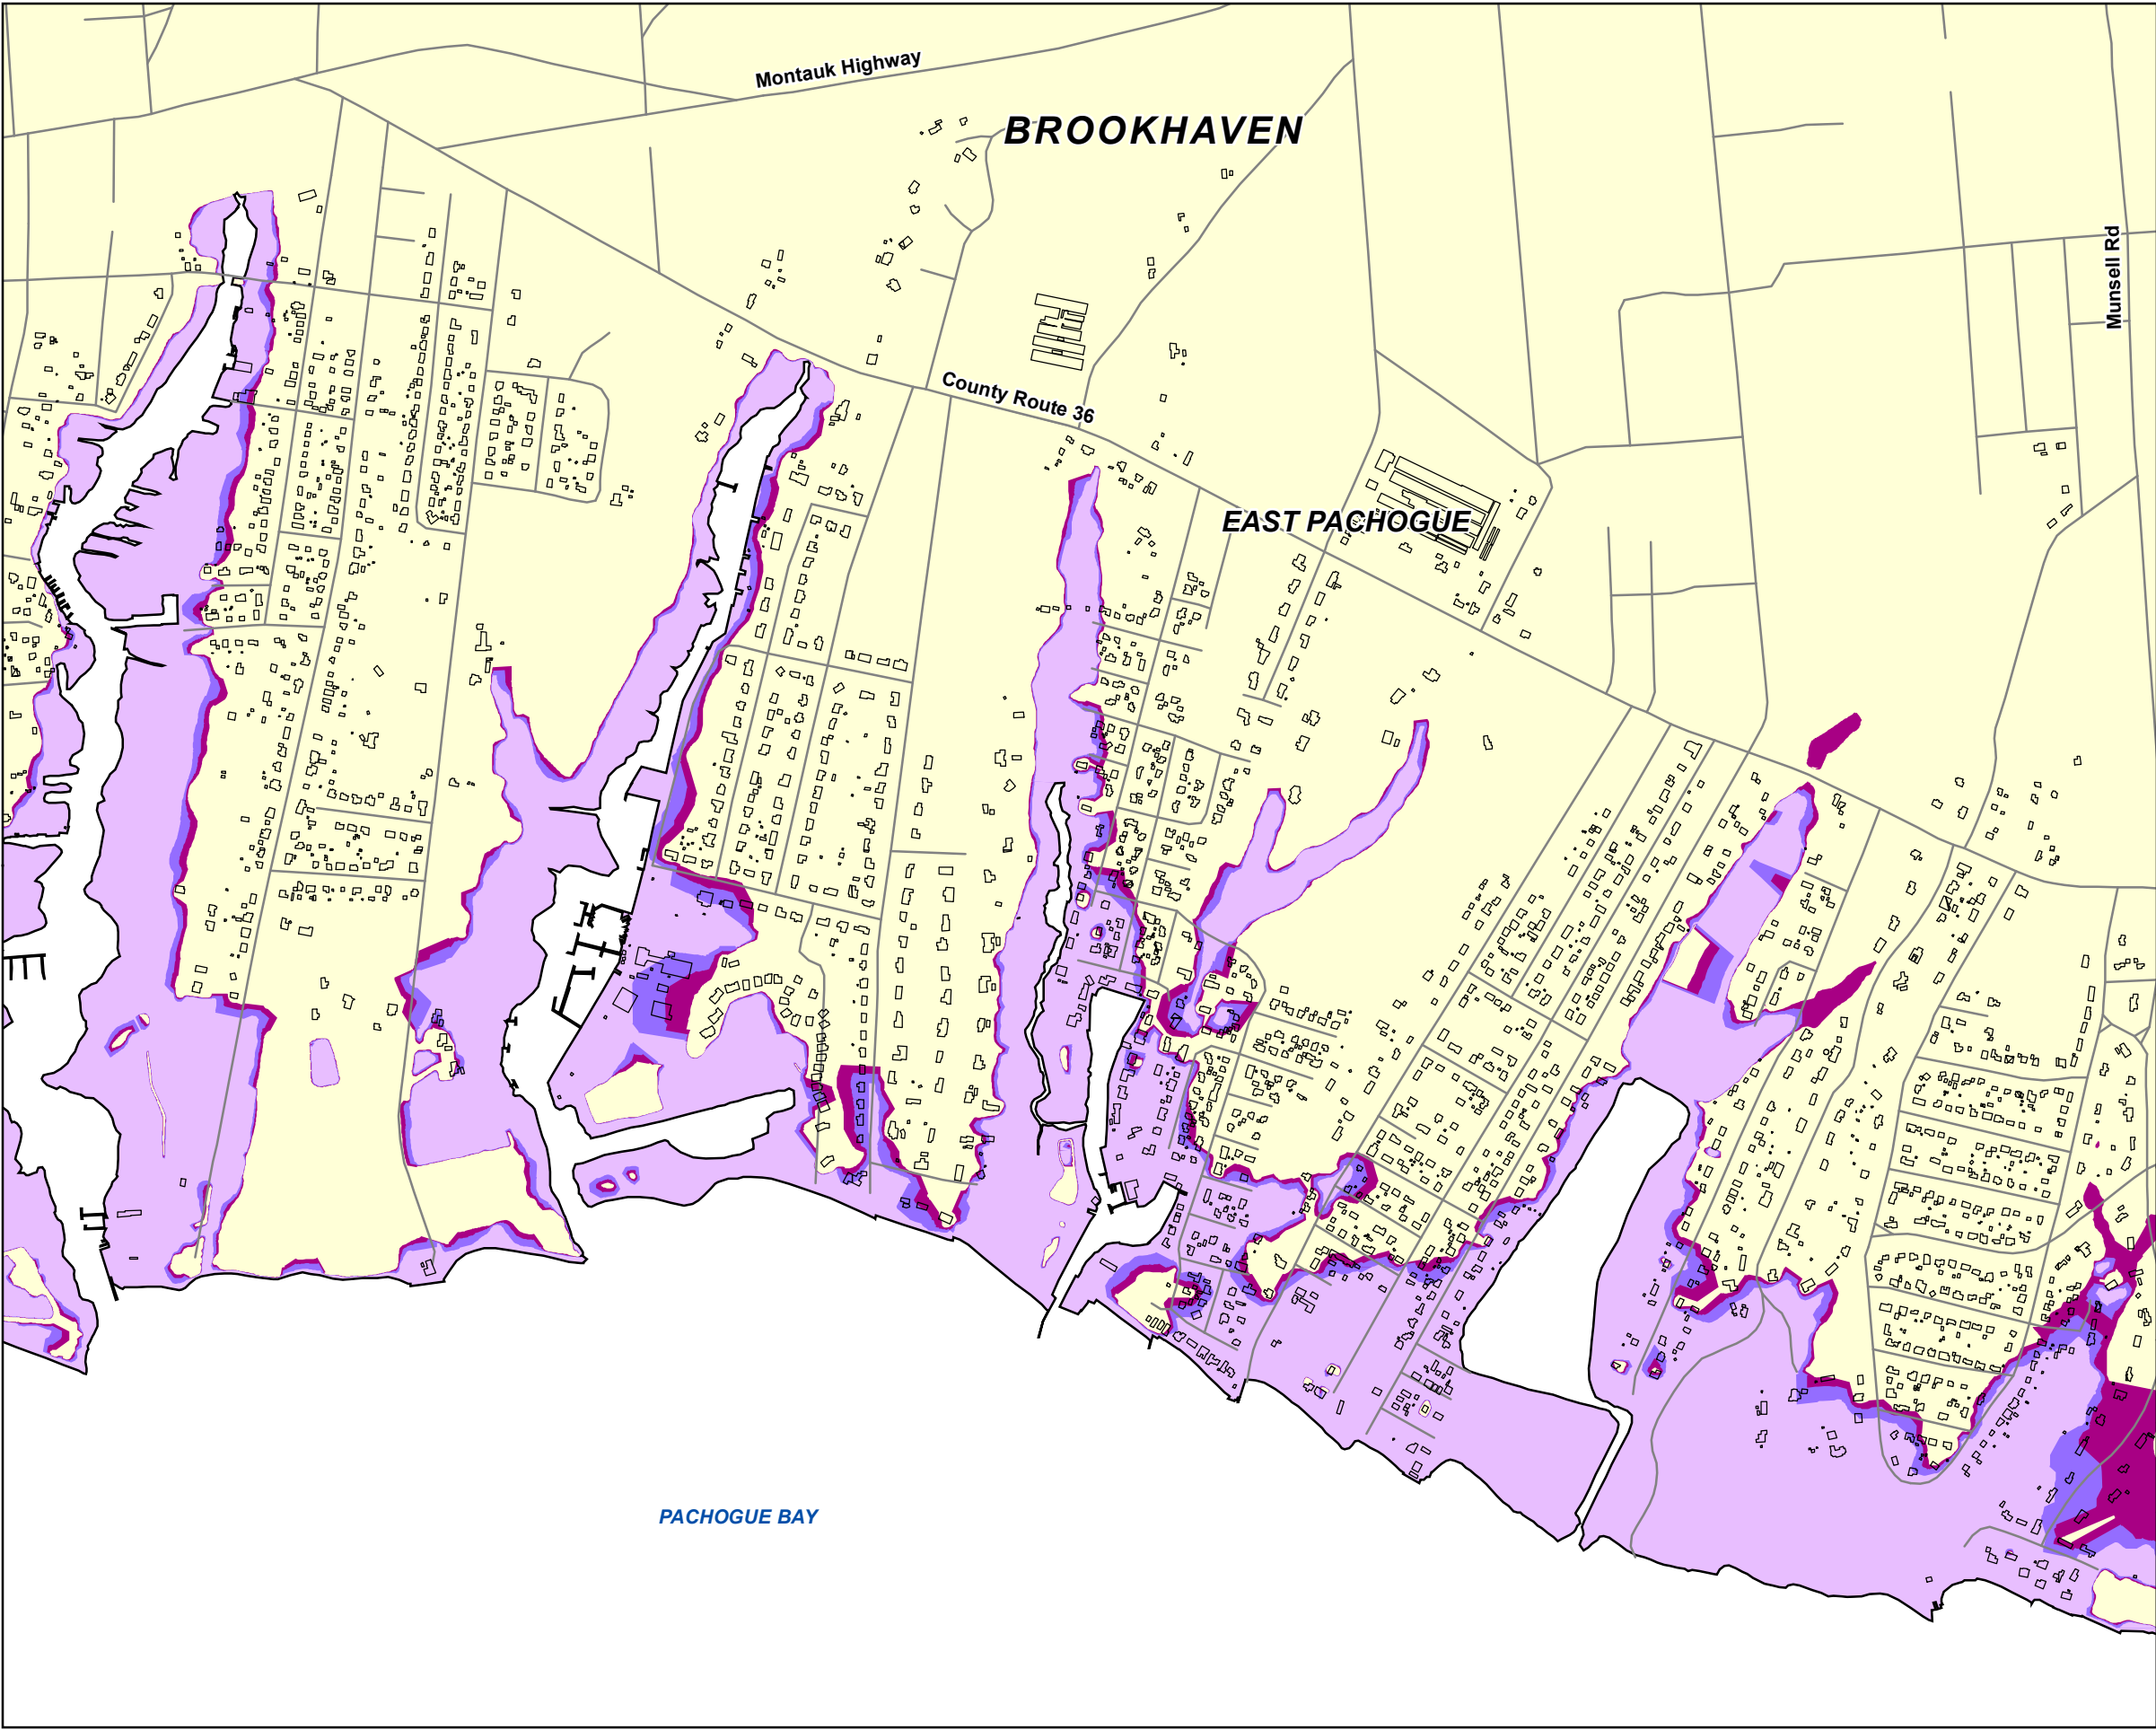 Montauk Highway
BROOKHAVEN
Munsell Rd
County Route 36
EAST PACHOGUE
PACHOGUE BAY